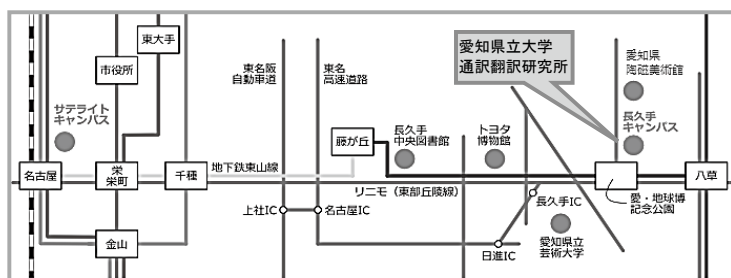 東大手
市役所
サテライト
キャンパス
名古屋
栄
栄町
千種
金山
地下鉄東山線
東名阪
自動車道
東名
高速道路
上社IC
名古屋IC
藤が丘
長久手
中央図書館
リニモ（東部丘陵線）
トヨタ
博物館
愛知県立大学
通訳翻訳研究所
愛知県
陶磁美術館
長久手
キャンパス
八草
愛・地球博
記念公園
長久手IC
愛知県立
芸術大学
日進IC